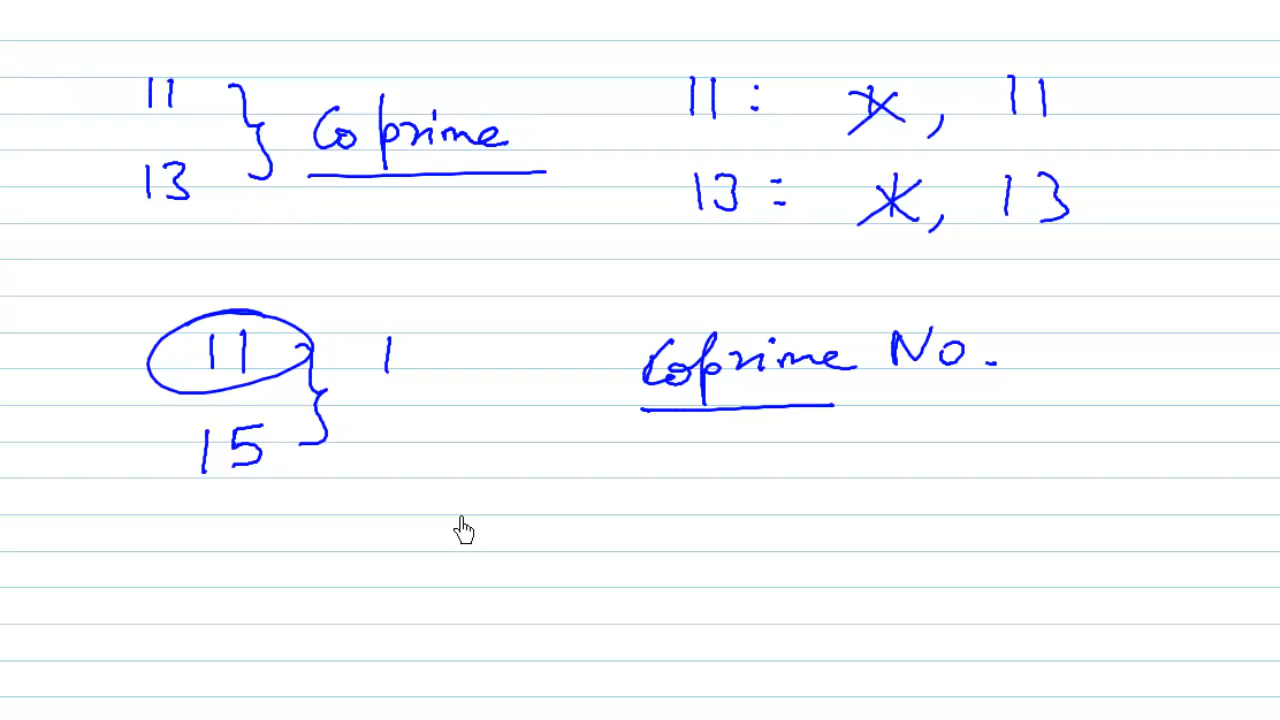 11
13
Coprime
11 : 1, 11
13 : 1, 13
11 1
15
Coprime No.